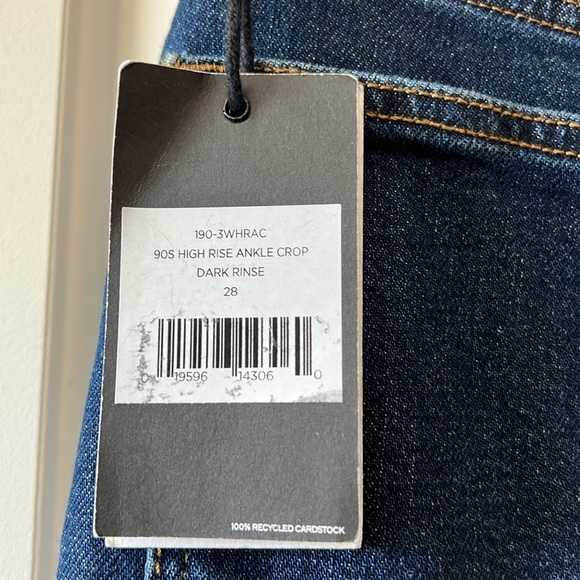 190-3WHRAC
90S HIGH RISE ANKLE CROP
DARK RINSE
28
0 19596 14306 0
100% RECYCLED CARDSTOCK